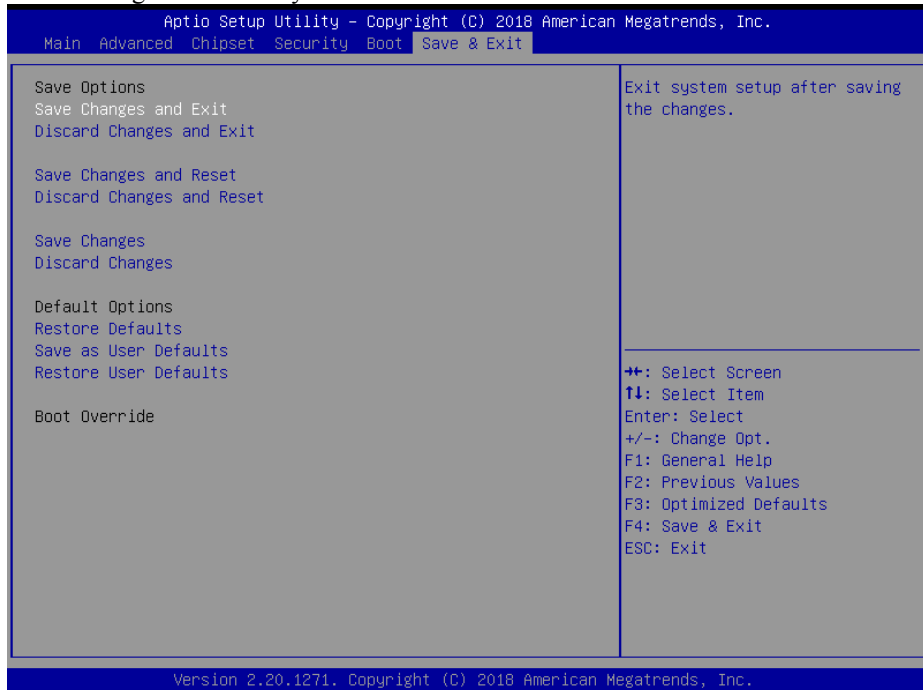 Aptio Setup Utility – Copyright (C) 2018 American Megatrends, Inc.
Main Advanced Chipset Security Boot Save & Exit
Save Options
Save Changes and Exit
Discard Changes and Exit
Save Changes and Reset
Discard Changes and Reset
Save Changes
Discard Changes
Default Options
Restore Defaults
Save as User Defaults
Restore User Defaults
Boot Override
Exit system setup after saving
the changes.
→←: Select Screen
↑↓: Select Item
Enter: Select
+/-: Change Opt.
F1: General Help
F2: Previous Values
F3: Optimized Defaults
F4: Save & Exit
ESC: Exit
Version 2.20.1271. Copyright (C) 2018 American Megatrends, Inc.